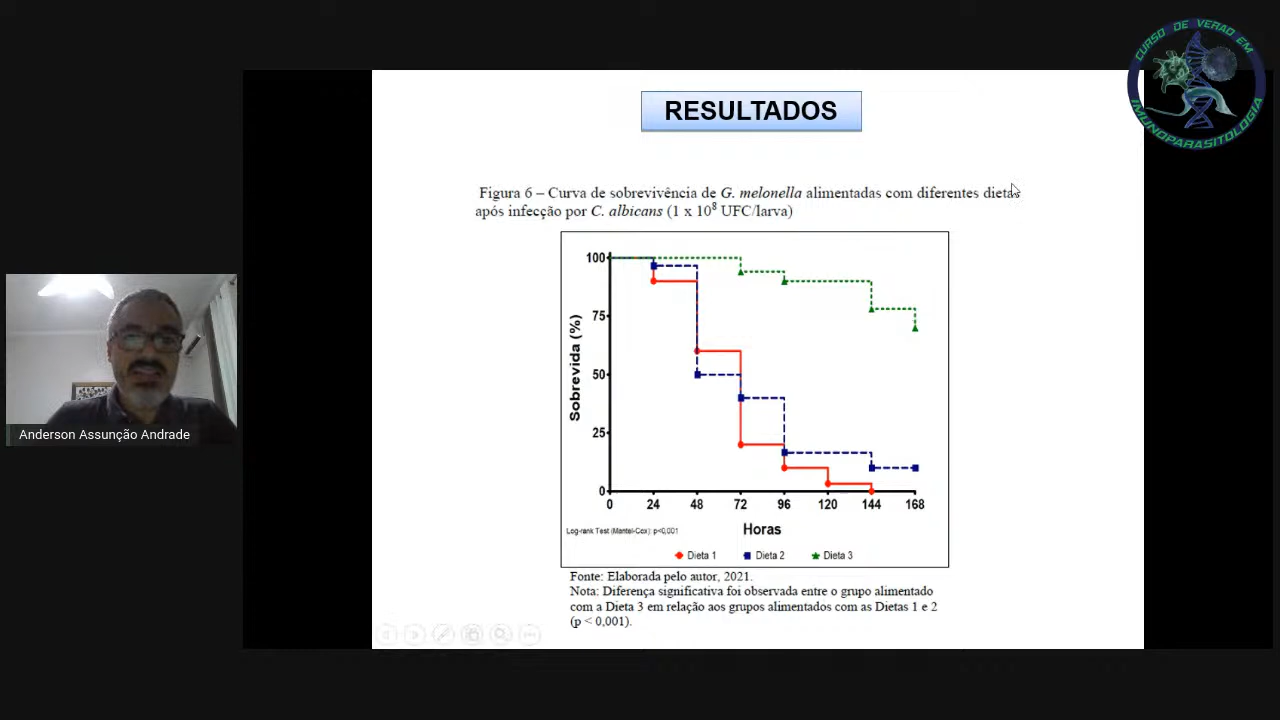 CURSO DE VERÃO EM
IMUNOPARASITOLOGIA
RESULTADOS
Figura 6 – Curva de sobrevivência de G. melonella alimentadas com diferentes dietas
após infecção por C. albicans (1 x 10⁸ UFC/larva)
Sobrevida (%)
100
75
50
25
0
0 24 48 72 96 120 144 168
Log-rank Test (Mantel-Cox): p<0,001
Horas
Dieta 1 Dieta 2 Dieta 3
Fonte: Elaborada pelo autor, 2021.
Nota: Diferença significativa foi observada entre o grupo alimentado
com a Dieta 3 em relação aos grupos alimentados com as Dietas 1 e 2
(p < 0,001).
Anderson Assunção Andrade